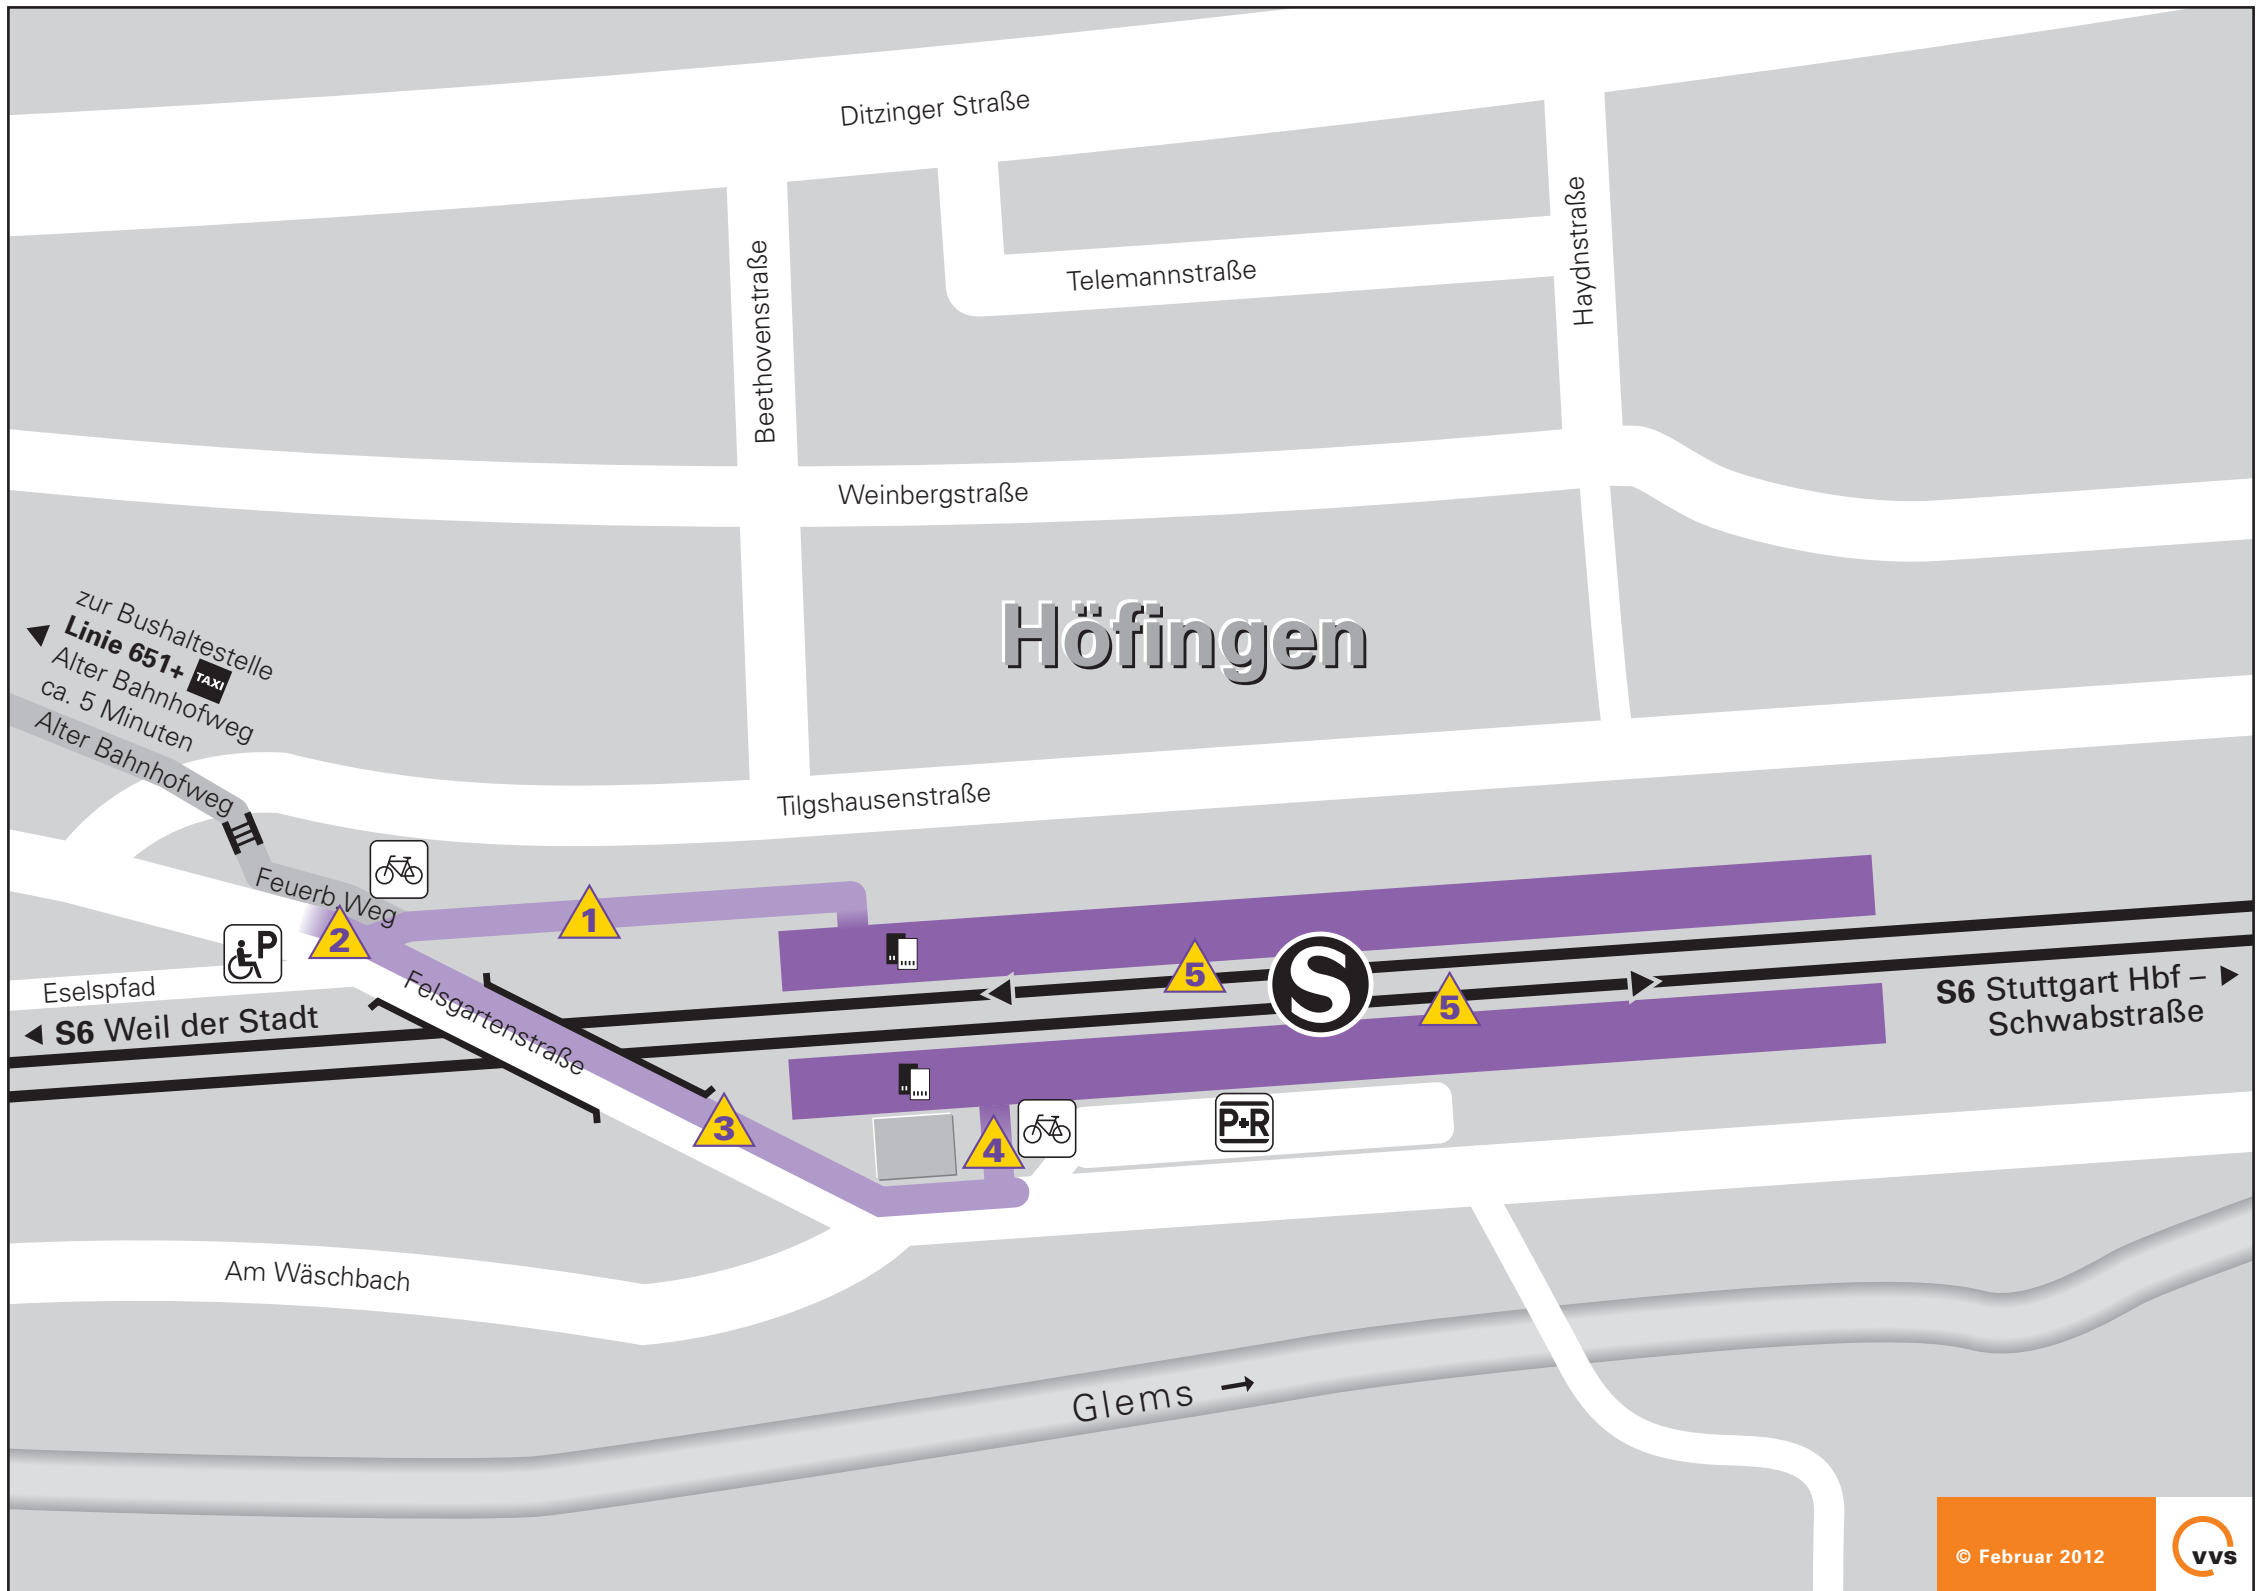 Ditzinger Straße
Telemannstraße
Haydnstraße
Beethovenstraße
Weinbergstraße
Höfingen
zur Bushaltestelle
Linie 651+ TAXI
Alter Bahnhofweg
ca. 5 Minuten
Alter Bahnhofweg
Tilgshausenstraße
Feuerb.Weg
1
2
P
Eselspfad
Felsgartenstraße
S6 Weil der Stadt
5
S
5
S6 Stuttgart Hbf –
Schwabstraße
3
4
P+R
Am Wäschbach
Glems
© Februar 2012
vvs